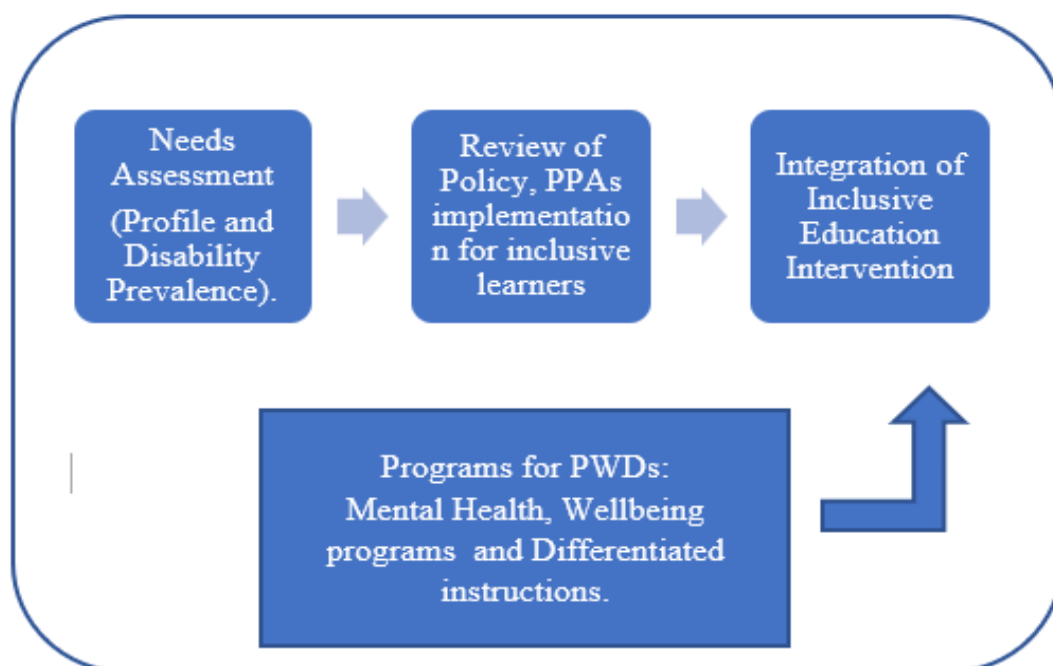 Needs
Assessment
(Profile and
Disability
Prevalence).
Review of
Policy, PPAs
implementatio
n for inclusive
learners
Integration of
Inclusive
Education
Intervention
Programs for PWDs:
Mental Health, Wellbeing
programs and Differentiated
instructions.